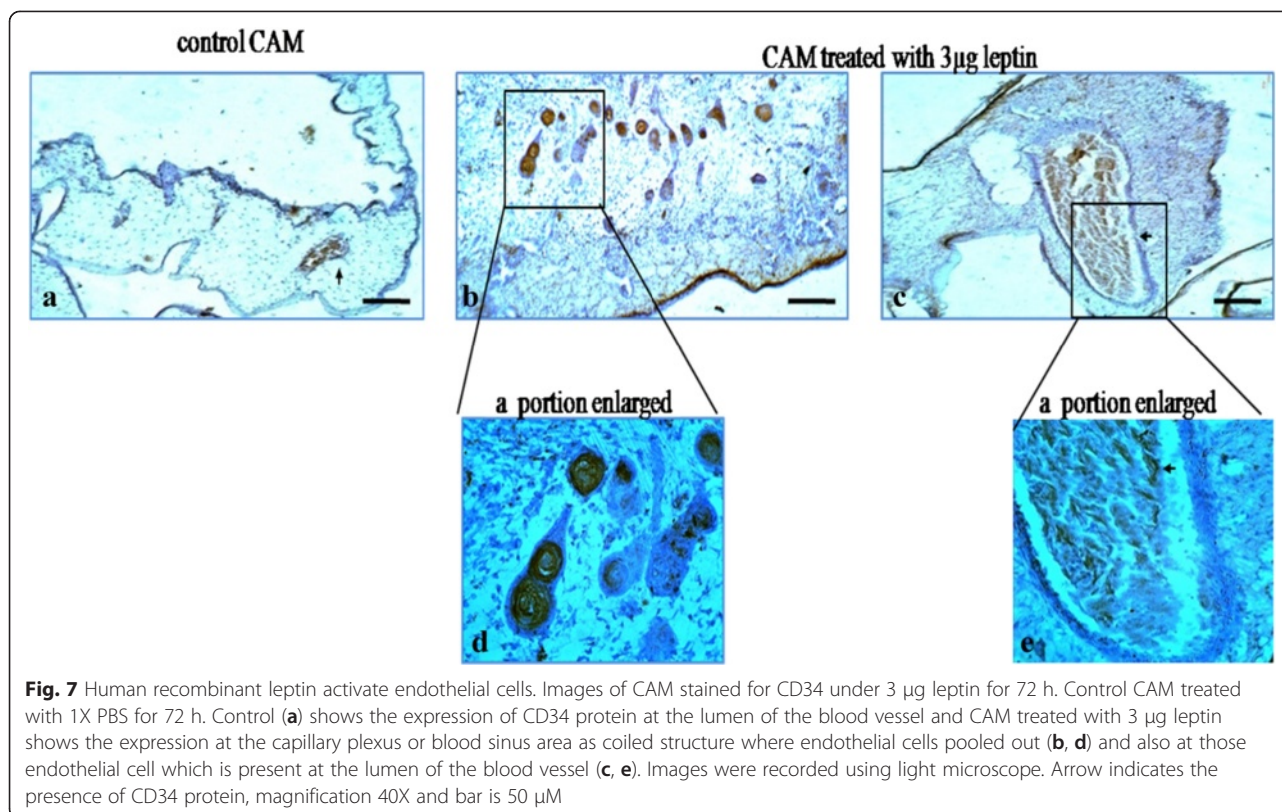 control CAM
CAM treated with 3µg leptin
a
b
c
a portion enlarged
a portion enlarged
d
e
Fig. 7 Human recombinant leptin activate endothelial cells. Images of CAM stained for CD34 under 3 µg leptin for 72 h. Control CAM treated
with 1X PBS for 72 h. Control (a) shows the expression of CD34 protein at the lumen of the blood vessel and CAM treated with 3 µg leptin
shows the expression at the capillary plexus or blood sinus area as coiled structure where endothelial cells pooled out (b, d) and also at those
endothelial cell which is present at the lumen of the blood vessel (c, e). Images were recorded using light microscope. Arrow indicates the
presence of CD34 protein, magnification 40X and bar is 50 µM